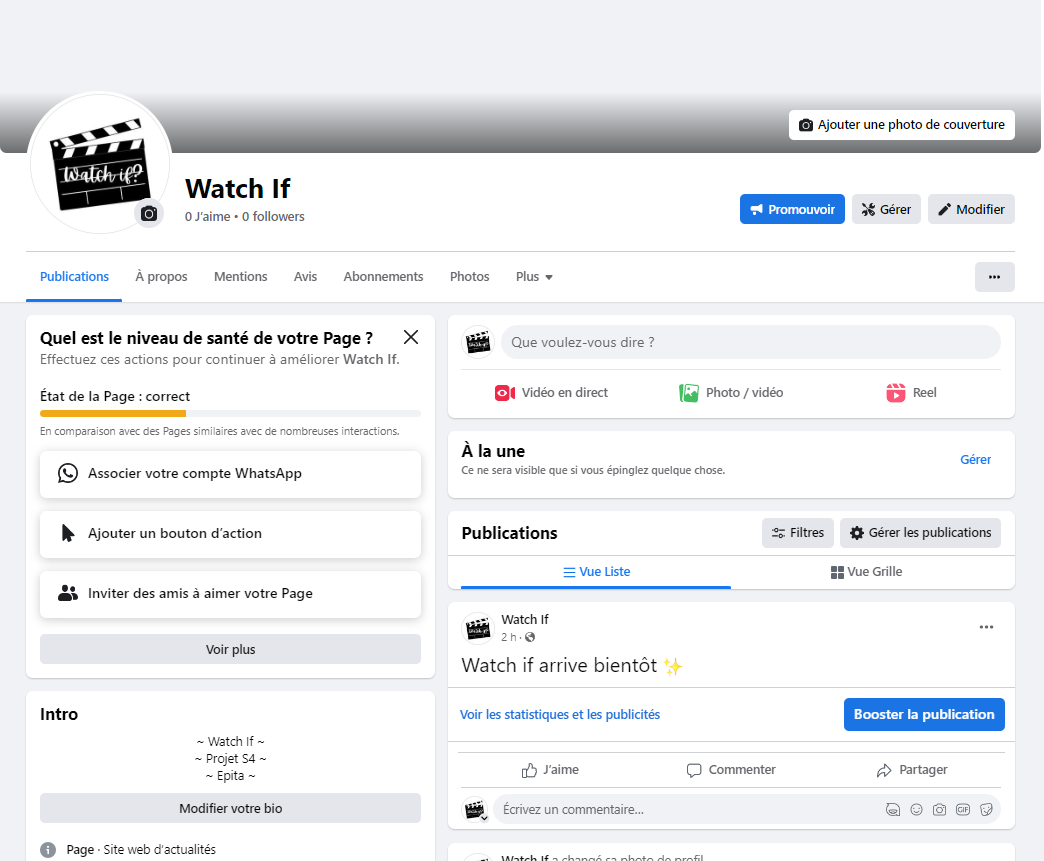 Watch if?
Ajouter une photo de couverture
Watch If
0 J’aime • 0 followers
Promouvoir
Gérer
Modifier
Publications
À propos
Mentions
Avis
Abonnements
Photos
Plus
Quel est le niveau de santé de votre Page ?
Effectuez ces actions pour continuer à améliorer Watch If.
État de la Page : correct
En comparaison avec des Pages similaires avec de nombreuses interactions.
Associer votre compte WhatsApp
Ajouter un bouton d’action
Inviter des amis à aimer votre Page
Voir plus
Intro
~ Watch If ~
~ Projet S4 ~
~ Epita ~
Modifier votre bio
Page · Site web d’actualités
Que voulez-vous dire ?
Vidéo en direct
Photo / vidéo
Reel
À la une
Ce ne sera visible que si vous épinglez quelque chose.
Gérer
Publications
Filtres
Gérer les publications
Vue Liste
Vue Grille
Watch If
2 h ·
Watch if arrive bientôt ✨
Voir les statistiques et les publicités
Booster la publication
J’aime
Commenter
Partager
Écrivez un commentaire...
GIF
Watch If a changé sa photo de profil